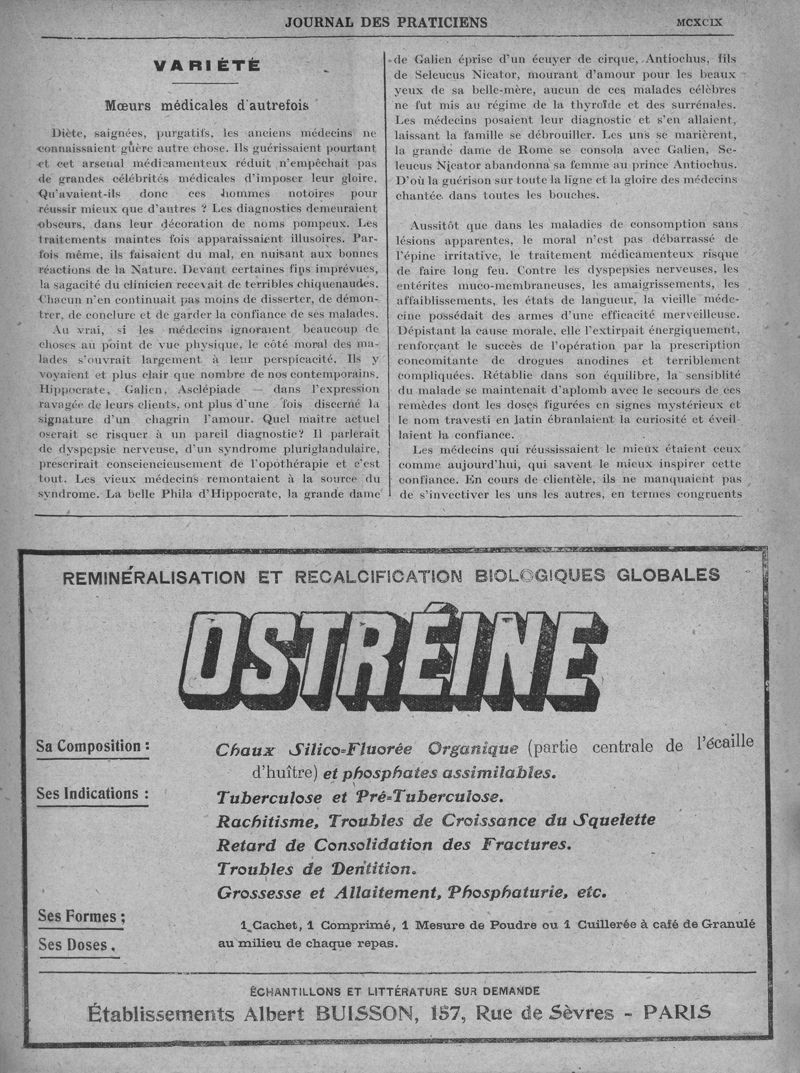 JOURNAL DES PRATICIENS
MCXCIX
VARIÉTÉ
Mœurs médicales d'autrefois
Diète, saignées, purgatifs, les anciens médecins ne
connaissaient gûère autre chose. Ils guérissaient pourtant
et cet arsenal médicamenteux réduit n'empêchait pas
de grandes célébrités médicales d'imposer leur gloire.
Qu'avaient-ils donc ces hommes notoires pour
réussir mieux que d'autres ? Les diagnostics demeuraient
obscurs, dans leur décoration de noms pompeux. Les
traitements maintes fois apparaissaient illusoires. Par-
fois même, ils faisaient du mal, en nuisant aux bonnes
réactions de la Nature. Devant certaines fins imprévues,
la sagacité du clinicien recevait de terribles chiquenaudes.
Chacun n'en continuait pas moins de disserter, de démon-
trer, de conclure et de garder la confiance de ses malades.
Au vrai, si les médecins ignoraient beaucoup de
choses au point de vue physique, le côté moral des ma-
lades s'ouvrait largement à leur perspicacité. Ils y
voyaient et plus clair que nombre de nos contemporains.
Hippocrate, Galien, Asclépiade — dans l'expression
ravagée de leurs clients, ont plus d'une fois discerné la
signature d'un chagrin l'amour. Quel maitre actuel
oserait se risquer à un pareil diagnostic? Il parlerait
de dyspepsie nerveuse, d'un syndrome pluriglandulaire,
prescrirait consciencieusement de l'opothérapie et c'est
tout. Les vieux médecins remontaient à la source du
syndrome. La belle Phila d'Hippocrate, la grande dame
de Galien éprise d'un écuyer de cirque, Antiochus, fils
de Seleucus Nicator, mourant d'amour pour les beaux
yeux de sa belle-mère, aucun de ces malades célèbres
ne fut mis au régime de la thyroïde et des surrénales.
Les médecins posaient leur diagnostic et s'en allaient,
laissant la famille se débrouiller. Les uns se marièrent,
la grande dame de Rome se consola avec Galien, Se-
leucus Nicator abandonna sa femme au prince Antiochus.
D'où la guérison sur toute la ligne et la gloire des médecins
chantée dans toutes les bouches.
Aussitôt que dans les maladies de consomption sans
lésions apparentes, le moral n'est pas débarrassé de
l'épine irritative, le traitement médicamenteux risque
de faire long feu. Contre les dyspepsies nerveuses, les
entérites muco-membraneuses, les amaigrissements, les
affaiblissements, les états de langueur, la vieille méde-
cine possédait des armes d'une efficacité merveilleuse.
Dépistant la cause morale, elle l'extirpait énergiquement,
renforçant le succès de l'opération par la prescription
concomitante de drogues anodines et terriblement
compliquées. Rétablie dans son équilibre, la sensiblité
du malade se maintenait d'aplomb avec le secours de ces
remèdes dont les doses figurées en signes mystérieux et
le nom travesti en latin ébranlaient la curiosité et éveil
laient la confiance.
Les médecins qui réussissaient le mieux étaient ceux
comme aujourd'hui, qui savent le mieux inspirer cette
confiance. En cours de clientèle, ils ne manquaient pas
de s'invectiver les uns les autres, en termes congruents
REMINÉRALISATION ET RECALCIFICATION BIOLOGIQUES GLOBALES
OSTRÉINE
Sa Composition :
Chaux Silico-Fluorée Organique (partie centrale de l'écaille
d'huître) et phosphates assimilables.
Ses Indications :
Tuberculose et Pré-Tuberculose.
Rachitisme, Troubles de Croissance du Squelette
Retard de Consolidation des Fractures.
Troubles de Dentition.
Grossesse et Allaitement, Phosphaturie, etc.
Ses Formes ;
Ses Doses .
1 Cachet, 1 Comprimé, 1 Mesure de Poudre ou 1 Cuillerée à café de Granulé
au milieu de chaque repas.
ÉCHANTILLONS ET LITTÉRATURE SUR DEMANDE
Établissements Albert BUISSON, 157, Rue de Sèvres - PARIS